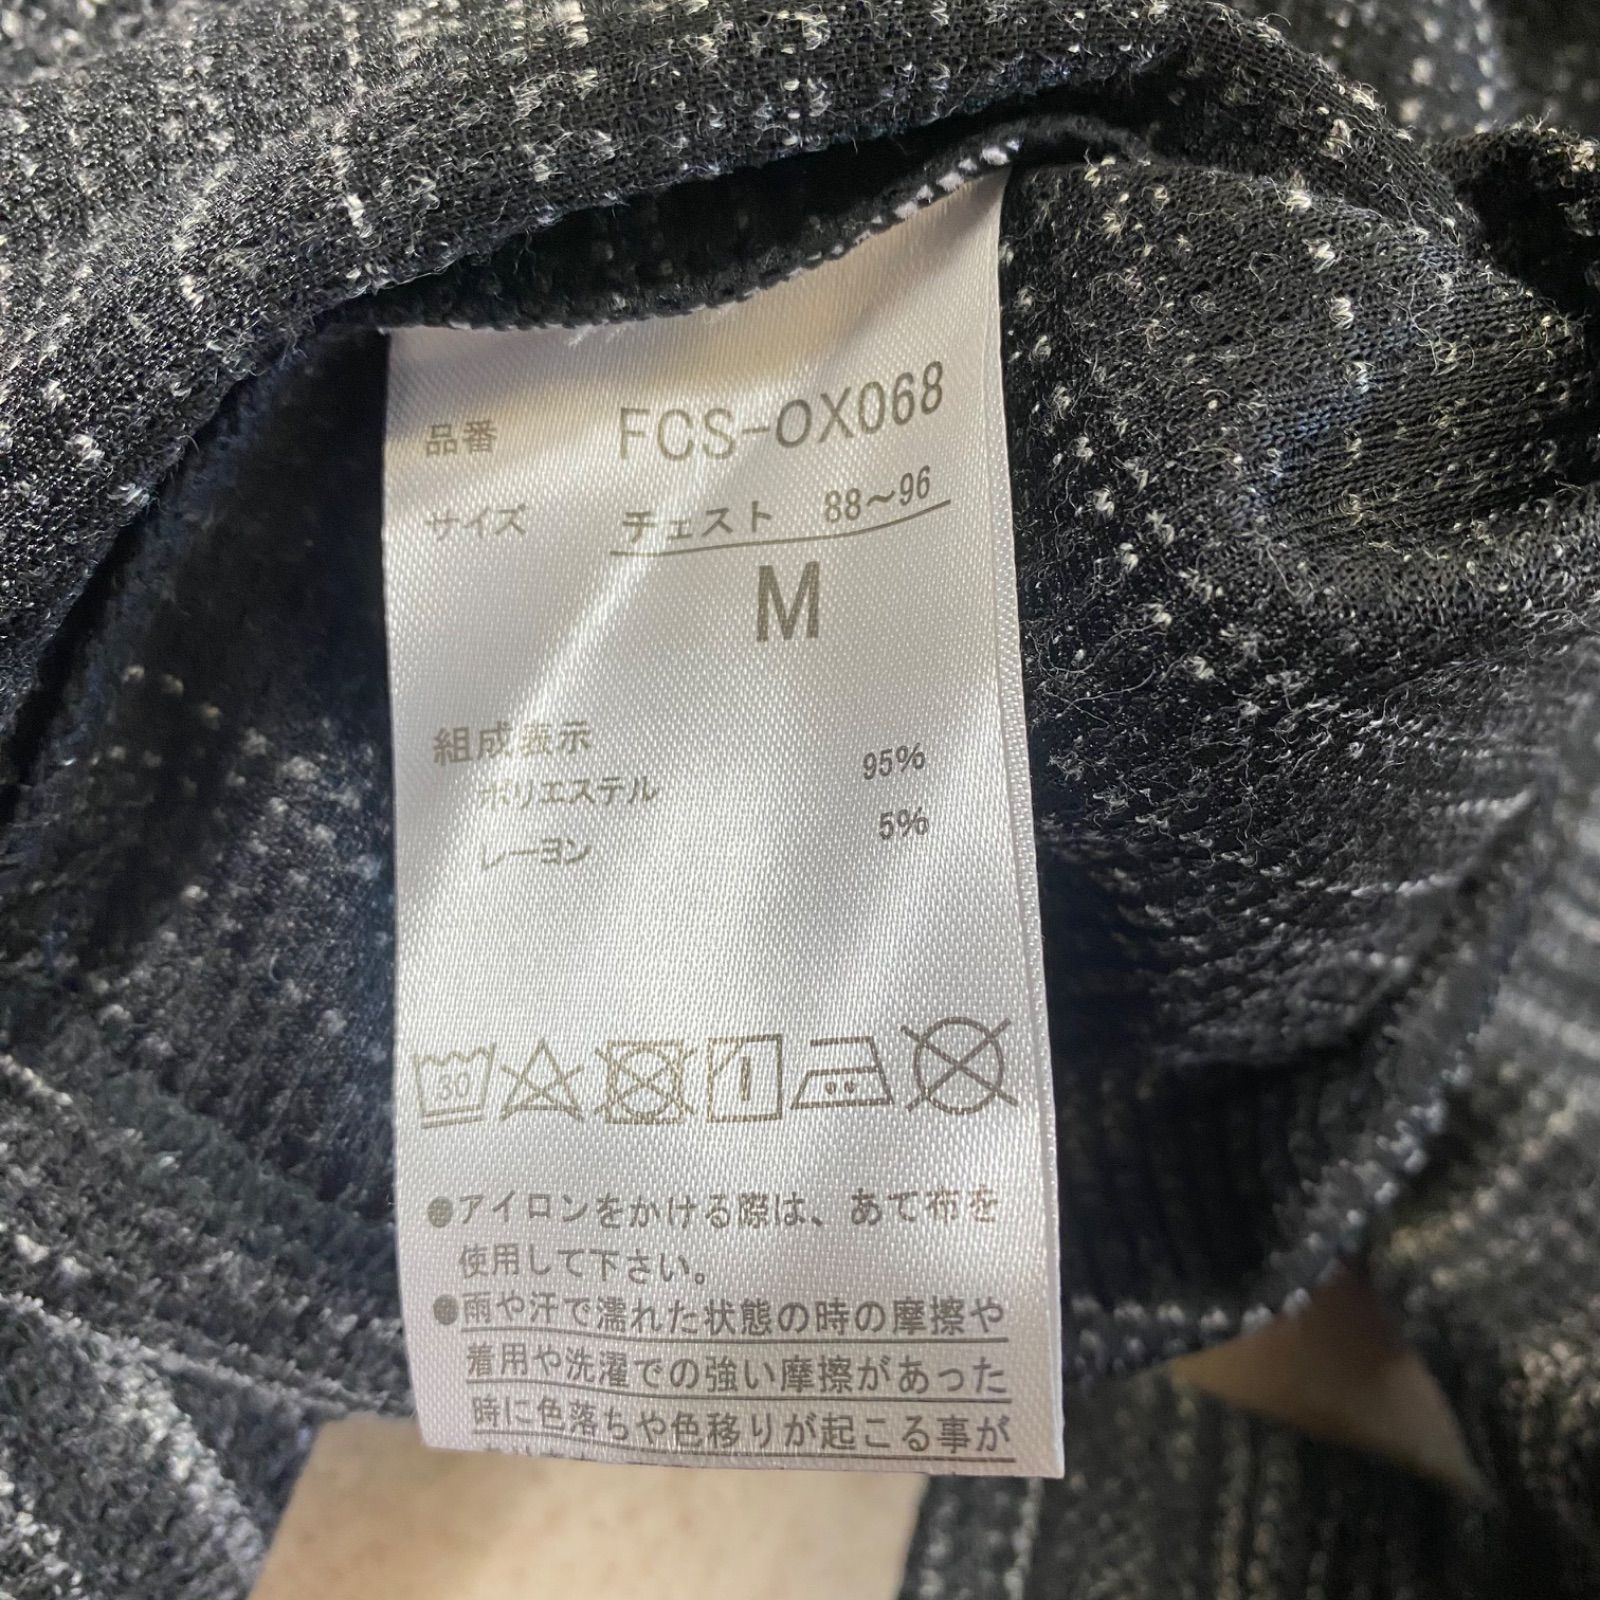 品番 FCS-OX068
サイズ チェスト 88～96
M
組成表示
ポリエステル 95%
レーヨン 5%
30
●アイロンをかける際は、あて布を
使用して下さい。
●雨や汗で濡れた状態の時の摩擦や
着用や洗濯での強い摩擦があった
時に色落ちや色移りが起こる事が